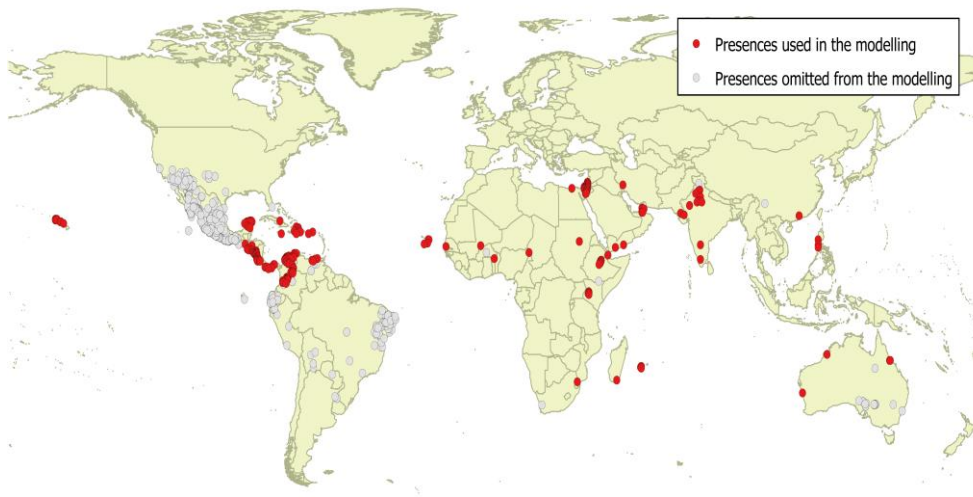 Presences used in the modelling
Presences omitted from the modelling